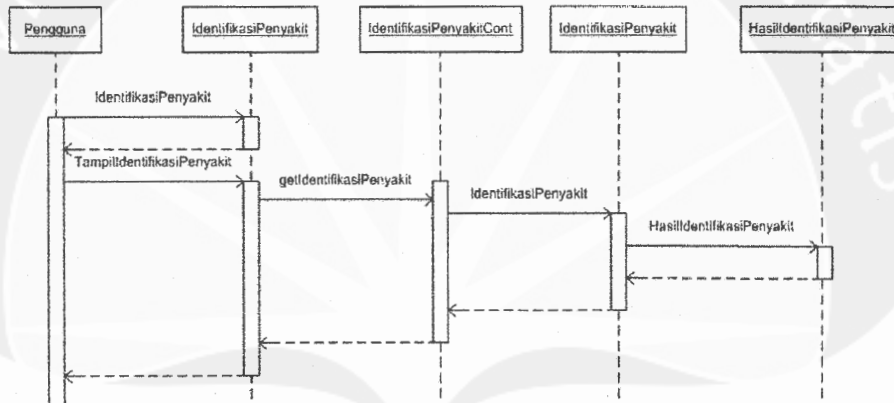 Pengguna
IdentifikasiPenyakit
IdentifikasiPenyakitCont
IdentifikasiPenyakit
HasilIdentifikasiPenyakit
IdentifikasiPenyakit
TampilIdentifikasiPenyakit
getIdentifikasiPenyakit
IdentifikasiPenyakit
HasilIdentifikasiPenyakit